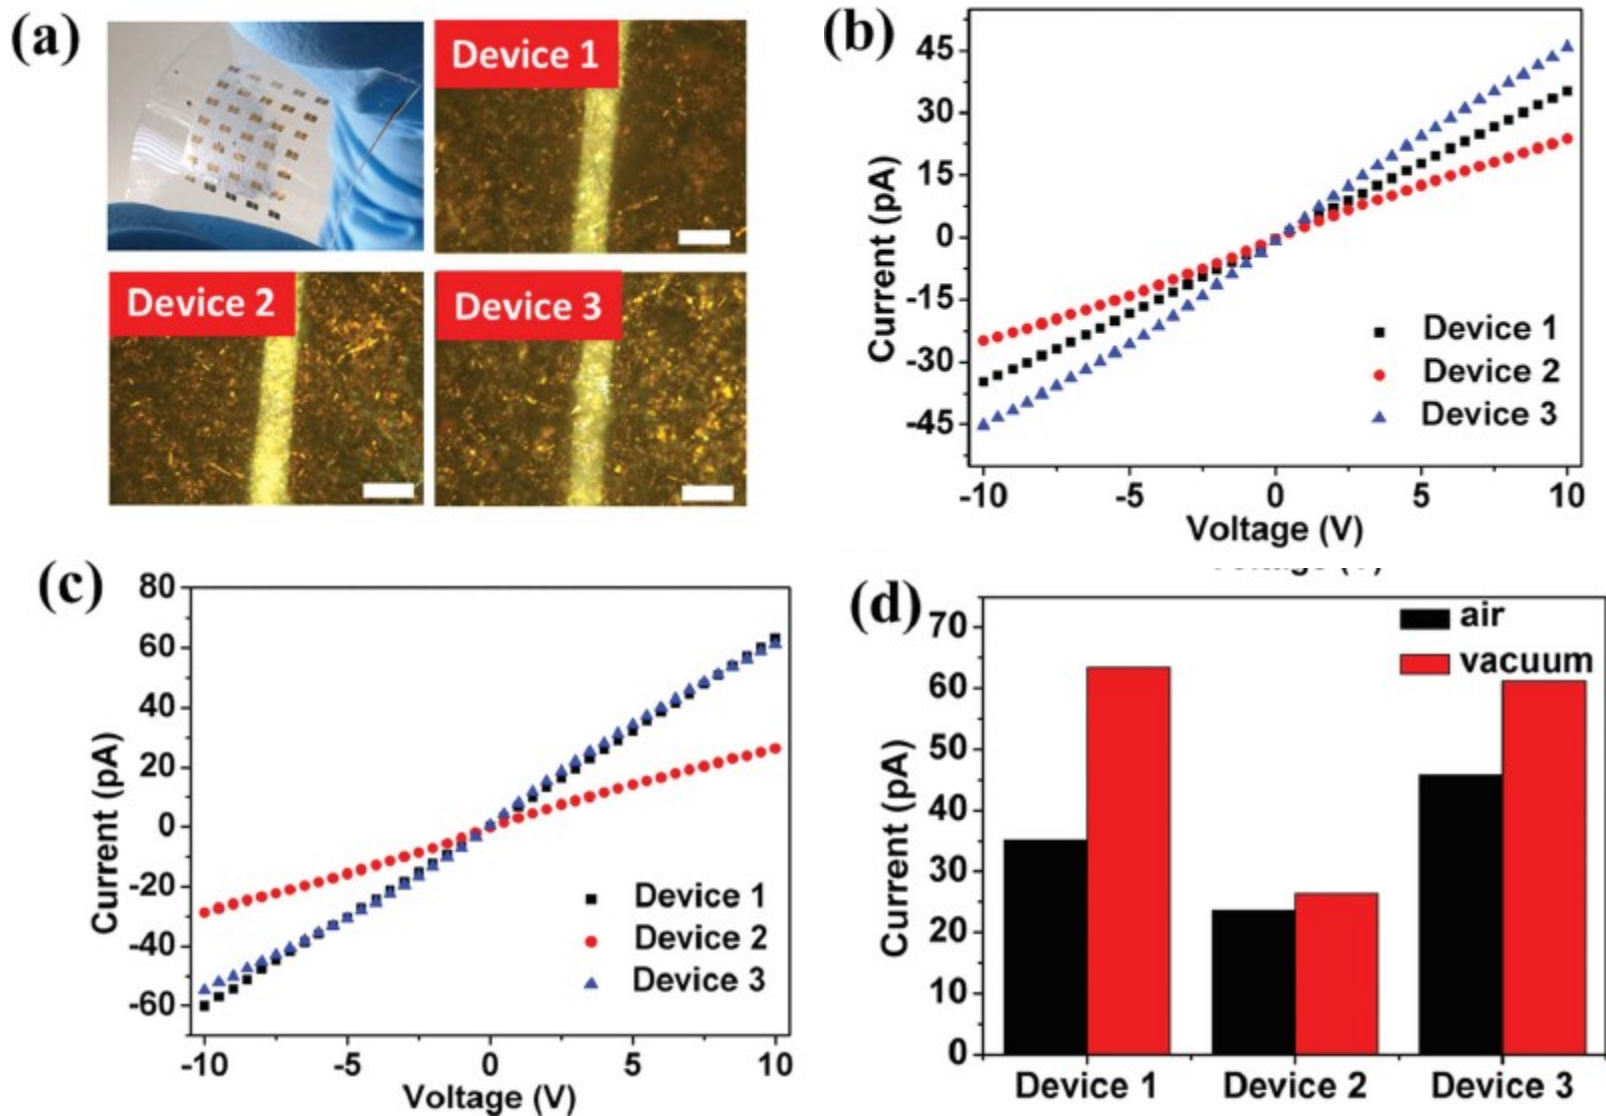 (a)
Device 1
Device 2
Device 3
(b)
45
30
15
0
-15
-30
-45
Current (pA)
Device 1
Device 2
Device 3
-10 -5 0 5 10
Voltage (V)
(c)
80
60
40
20
0
-20
-40
-60
Current (pA)
Device 1
Device 2
Device 3
-10 -5 0 5 10
Voltage (V)
(d)
70
60
50
40
30
20
10
0
Current (pA)
air
vacuum
Device 1 Device 2 Device 3